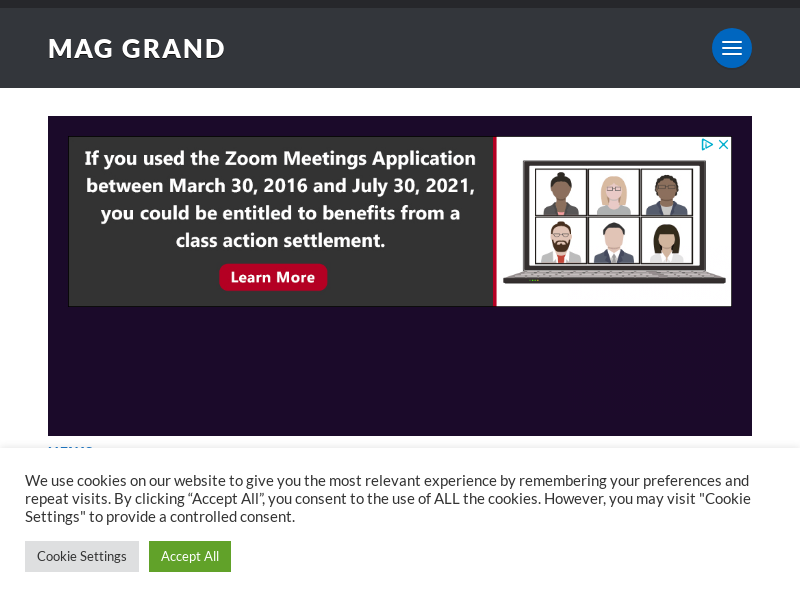 MAG GRAND
If you used the Zoom Meetings Application
between March 30, 2016 and July 30, 2021,
you could be entitled to benefits from a
class action settlement.
Learn More
We use cookies on our website to give you the most relevant experience by remembering your preferences and
repeat visits. By clicking “Accept All”, you consent to the use of ALL the cookies. However, you may visit "Cookie
Settings" to provide a controlled consent.
Cookie Settings
Accept All